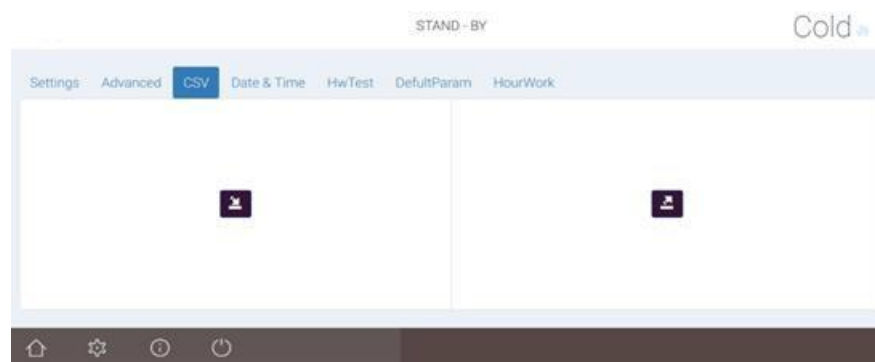 STAND - BY
Cold
Settings Advanced CSV Date & Time HwTest DefultParam HourWork